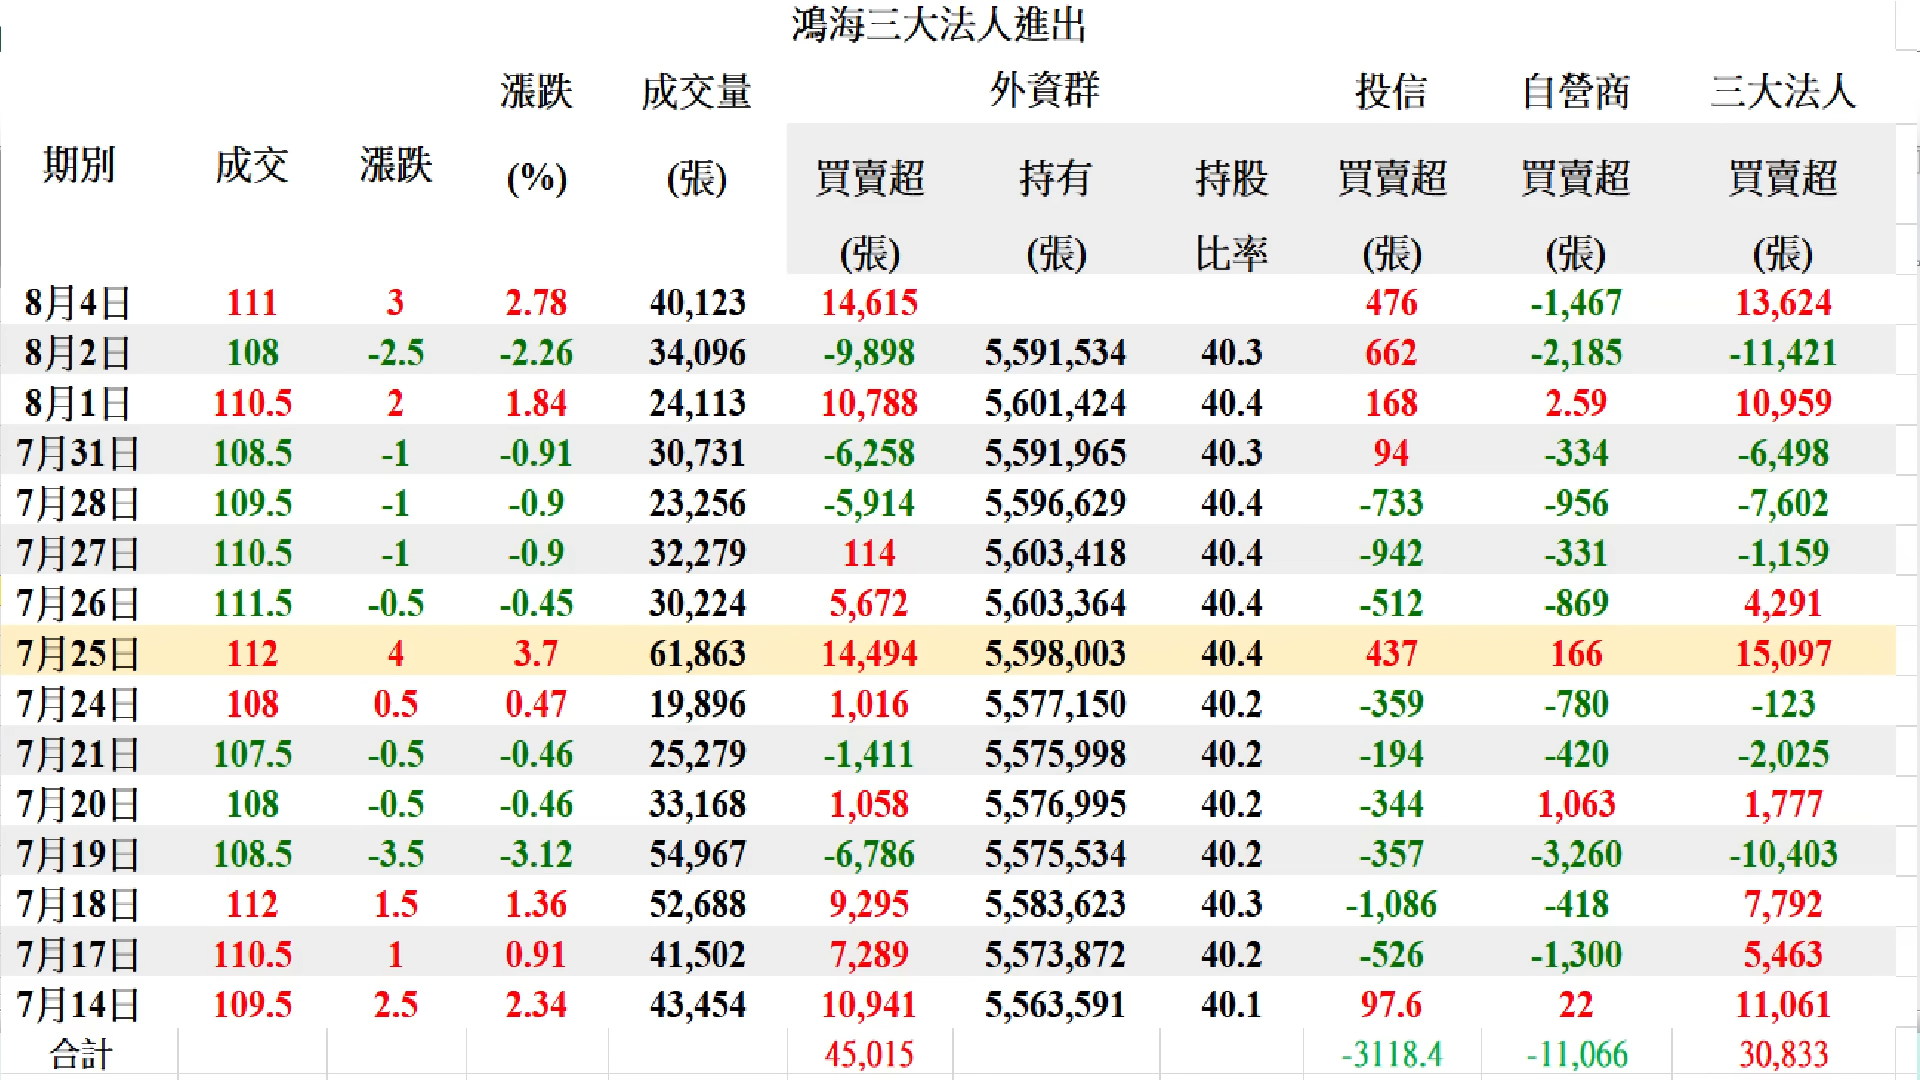 鴻海三大法人進出
漲跌 成交量 外資群 投信 自營商 三大法人
期別 成交 漲跌 (%) (張) 買賣超 持有 持股 買賣超 買賣超 買賣超
(張) (張) 比率 (張) (張) (張)
8月4日 111 3 2.78 40,123 14,615 476 -1,467 13,624
8月2日 108 -2.5 -2.26 34,096 -9,898 5,591,534 40.3 662 -2,185 -11,421
8月1日 110.5 2 1.84 24,113 10,788 5,601,424 40.4 168 2.59 10,959
7月31日 108.5 -1 -0.91 30,731 -6,258 5,591,965 40.3 94 -334 -6,498
7月28日 109.5 -1 -0.9 23,256 -5,914 5,596,629 40.4 -733 -956 -7,602
7月27日 110.5 -1 -0.9 32,279 114 5,603,418 40.4 -942 -331 -1,159
7月26日 111.5 -0.5 -0.45 30,224 5,672 5,603,364 40.4 -512 -869 4,291
7月25日 112 4 3.7 61,863 14,494 5,598,003 40.4 437 166 15,097
7月24日 108 0.5 0.47 19,896 1,016 5,577,150 40.2 -359 -780 -123
7月21日 107.5 -0.5 -0.46 25,279 -1,411 5,575,998 40.2 -194 -420 -2,025
7月20日 108 -0.5 -0.46 33,168 1,058 5,576,995 40.2 -344 1,063 1,777
7月19日 108.5 -3.5 -3.12 54,967 -6,786 5,575,534 40.2 -357 -3,260 -10,403
7月18日 112 1.5 1.36 52,688 9,295 5,583,623 40.3 -1,086 -418 7,792
7月17日 110.5 1 0.91 41,502 7,289 5,573,872 40.2 -526 -1,300 5,463
7月14日 109.5 2.5 2.34 43,454 10,941 5,563,591 40.1 97.6 22 11,061
合計 45,015 -3118.4 -11,066 30,833